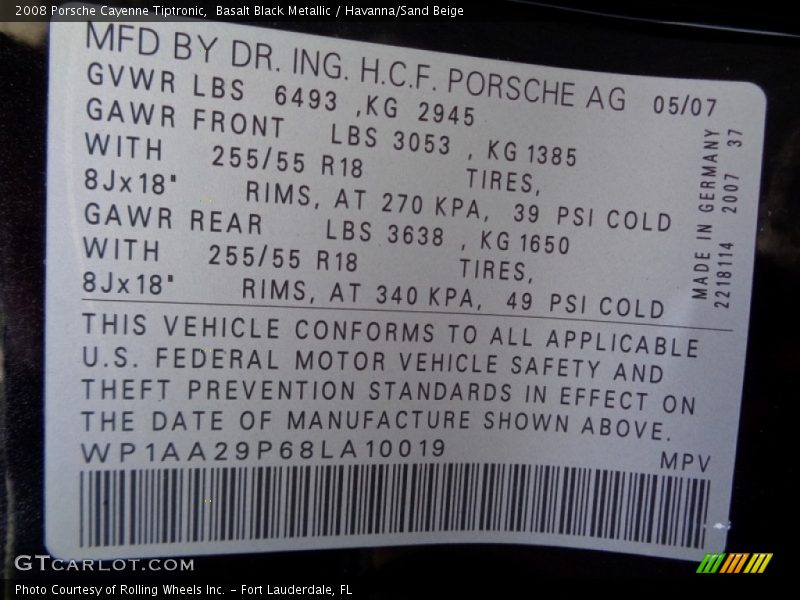 2008 Porsche Cayenne Tiptronic,  Basalt Black Metallic / Havanna/Sand Beige
MFD BY DR. ING. H.C.F. PORSCHE AG 05/07
GVWR LBS 6493 ,KG 2945
GAWR FRONT LBS 3053 , KG 1385
WITH 255/55 R18 TIRES,
8Jx18" RIMS, AT 270 KPA, 39 PSI COLD
GAWR REAR LBS 3638 , KG 1650
WITH 255/55 R18 TIRES,
8Jx18" RIMS, AT 340 KPA, 49 PSI COLD
MADE IN GERMANY
2218114 2007 37
THIS VEHICLE CONFORMS TO ALL APPLICABLE
U.S. FEDERAL MOTOR VEHICLE SAFETY AND
THEFT PREVENTION STANDARDS IN EFFECT ON
THE DATE OF MANUFACTURE SHOWN ABOVE.
WP1AA29P68LA10019 MPV
GTCARLOT.COM
Photo Courtesy of Rolling Wheels Inc. – Fort Lauderdale, FL